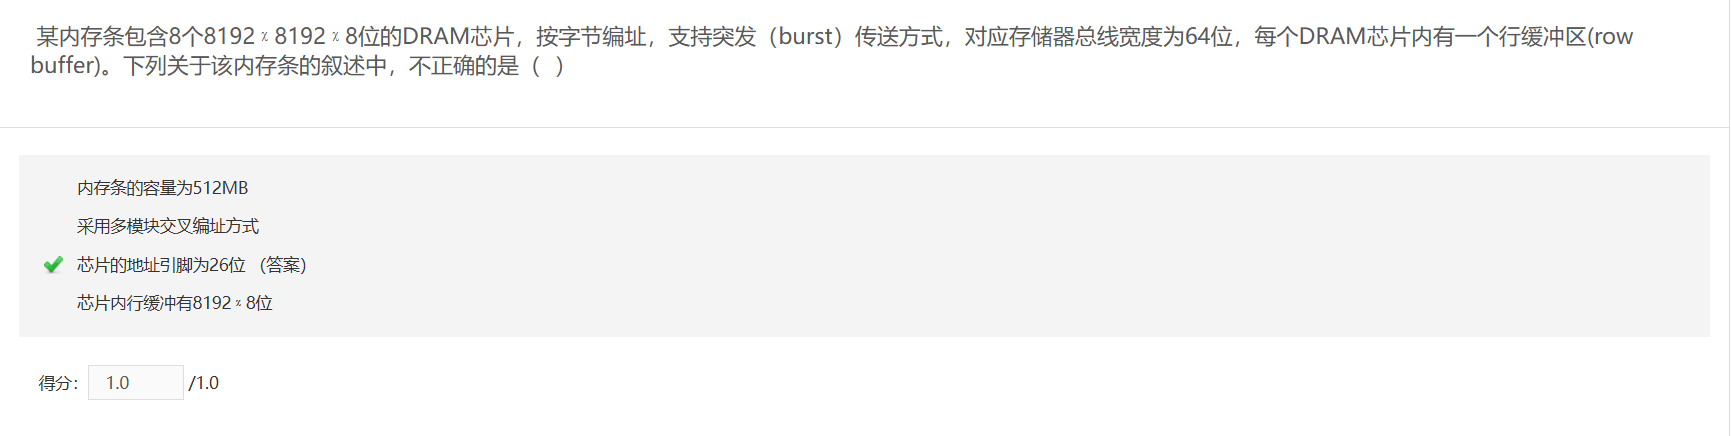 某内存条包含8个8192﹪8192﹪8位的DRAM芯片，按字节编址，支持突发（burst）传送方式，对应存储器总线宽度为64位，每个DRAM芯片内有一个行缓冲区(row
buffer)。下列关于该内存条的叙述中，不正确的是（  ）
内存条的容量为512MB
采用多模块交叉编址方式
芯片的地址引脚为26位 （答案）
芯片内行缓冲有8192﹪8位
得分： 1.0 /1.0